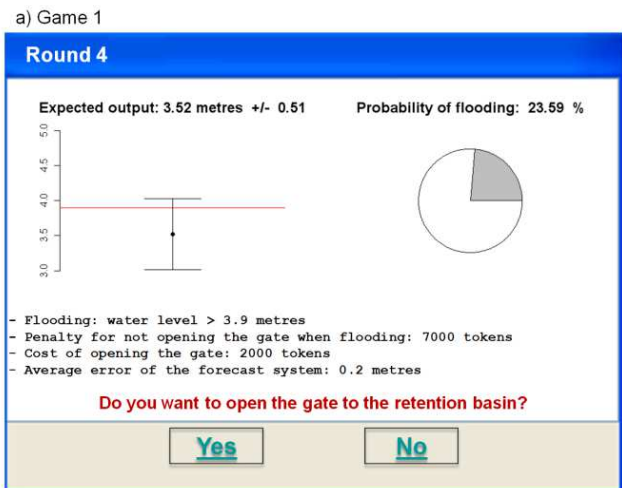 a) Game 1
Round 4
Expected output: 3.52 metres +/- 0.51
Probability of flooding: 23.59 %
5.0
4.5
4.0
3.5
3.0
- Flooding: water level > 3.9 metres
- Penalty for not opening the gate when flooding: 7000 tokens
- Cost of opening the gate: 2000 tokens
- Average error of the forecast system: 0.2 metres
Do you want to open the gate to the retention basin?
Yes
No